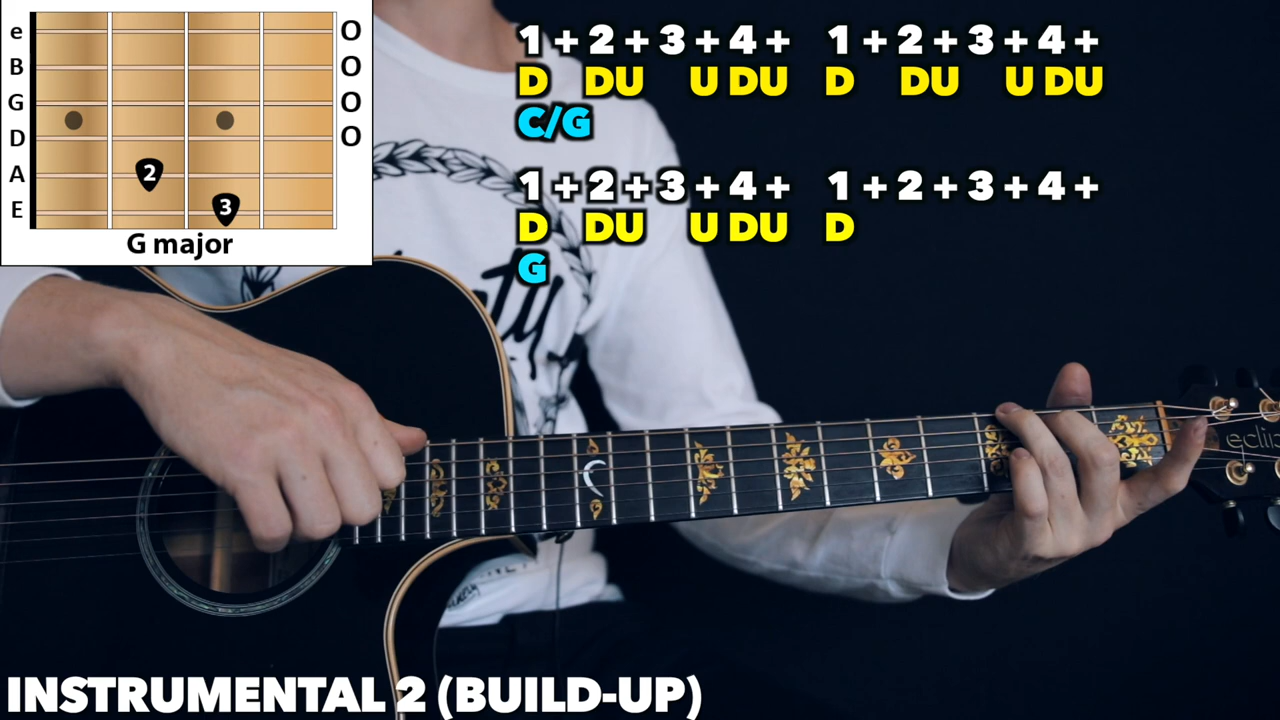 e O
B O
G O
D O
A 2
E 3
G major
1 + 2 + 3 + 4 + 1 + 2 + 3 + 4 +
D DU U DU D DU U DU
C/G
1 + 2 + 3 + 4 + 1 + 2 + 3 + 4 +
D DU U DU D
G
INSTRUMENTAL 2 (BUILD-UP)